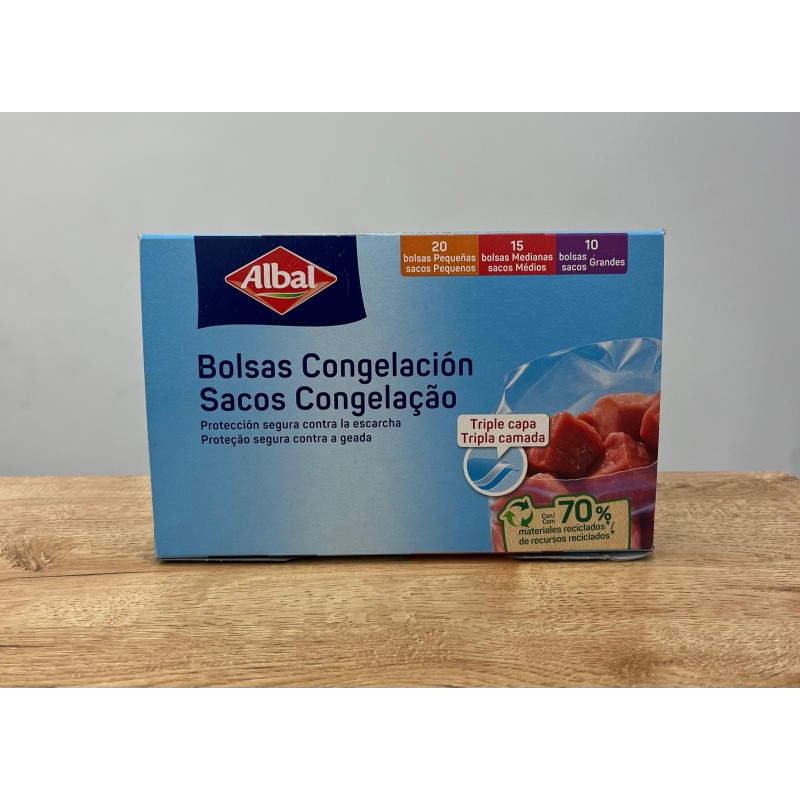 Albal
20
bolsas Pequeñas
sacos Pequenos
15
bolsas Medianas
sacos Médios
10
bolsas
sacos Grandes
Bolsas Congelación
Sacos Congelação
Protección segura contra la escarcha
Proteção segura contra a geada
Triple capa
Tripla camada
Con/
Com 70%
materiales reciclados*/
de recursos reciclados*